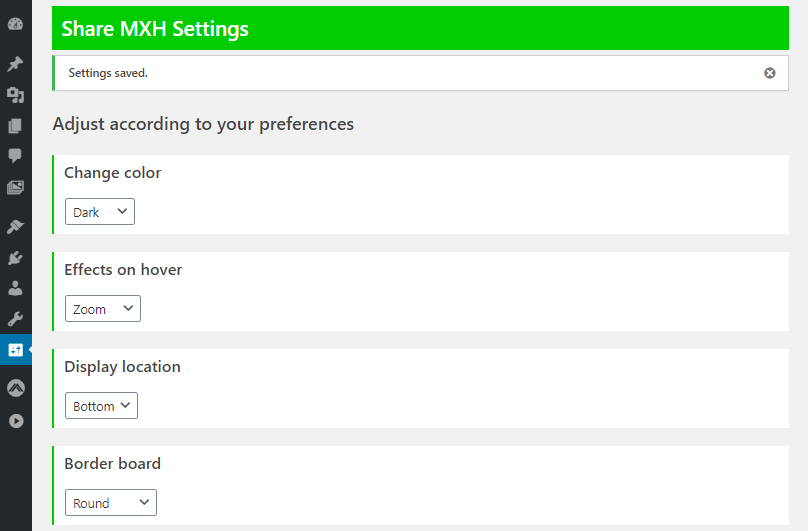 Share MXH Settings
Settings saved.
Adjust according to your preferences
Change color
Dark
Effects on hover
Zoom
Display location
Bottom
Border board
Round